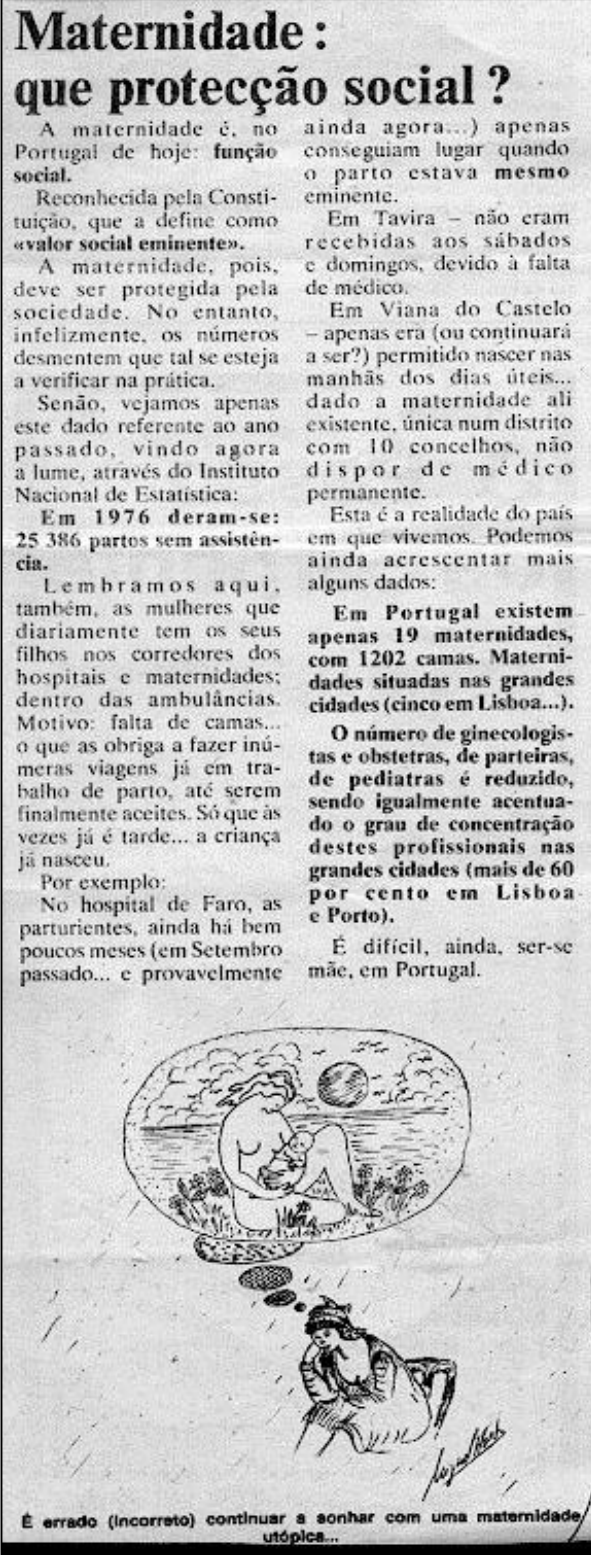 Maternidade :
que protecção social ?
A maternidade é, no
Portugal de hoje: função
social.
Reconhecida pela Consti-
tuição, que a define como
«valor social eminente».
A maternidade, pois,
deve ser protegida pela
sociedade. No entanto,
infelizmente, os números
desmentem que tal se esteja
a verificar na prática.
Senão, vejamos apenas
este dado referente ao ano
passado, vindo agora
a lume, através do Instituto
Nacional de Estatística:
Em 1976 deram-se:
25 386 partos sem assistên-
cia.
Lembramos aqui,
também, as mulheres que
diariamente tem os seus
filhos nos corredores dos
hospitais e maternidades;
dentro das ambulâncias.
Motivo: falta de camas...
o que as obriga a fazer inú-
meras viagens já em tra-
balho de parto, até serem
finalmente aceites. Só que às
vezes já é tarde... a criança
já nasceu.
Por exemplo:
No hospital de Faro, as
parturientes, ainda há bem
poucos meses (em Setembro
passado... e provavelmente
ainda agora...) apenas
conseguiam lugar quando
o parto estava mesmo
eminente.
Em Tavira – não eram
recebidas aos sábados
e domingos, devido à falta
de médico.
Em Viana do Castelo
– apenas era (ou continuará
a ser?) permitido nascer nas
manhãs dos dias úteis...
dado a maternidade ali
existente, única num distrito
com 10 concelhos, não
dispor de médico
permanente.
Esta é a realidade do país
em que vivemos. Podemos
ainda acrescentar mais
alguns dados:
Em Portugal existem
apenas 19 maternidades,
com 1202 camas. Materni-
dades situadas nas grandes
cidades (cinco em Lisboa...).
O número de ginecologis-
tas e obstetras, de parteiras,
de pediatras é reduzido,
sendo igualmente acentua-
do o grau de concentração
destes profissionais nas
grandes cidades (mais de 60
por cento em Lisboa
e Porto).
É difícil, ainda, ser-se
mãe, em Portugal.
É errado (incorreto) continuar a sonhar com uma maternidade
utópica...